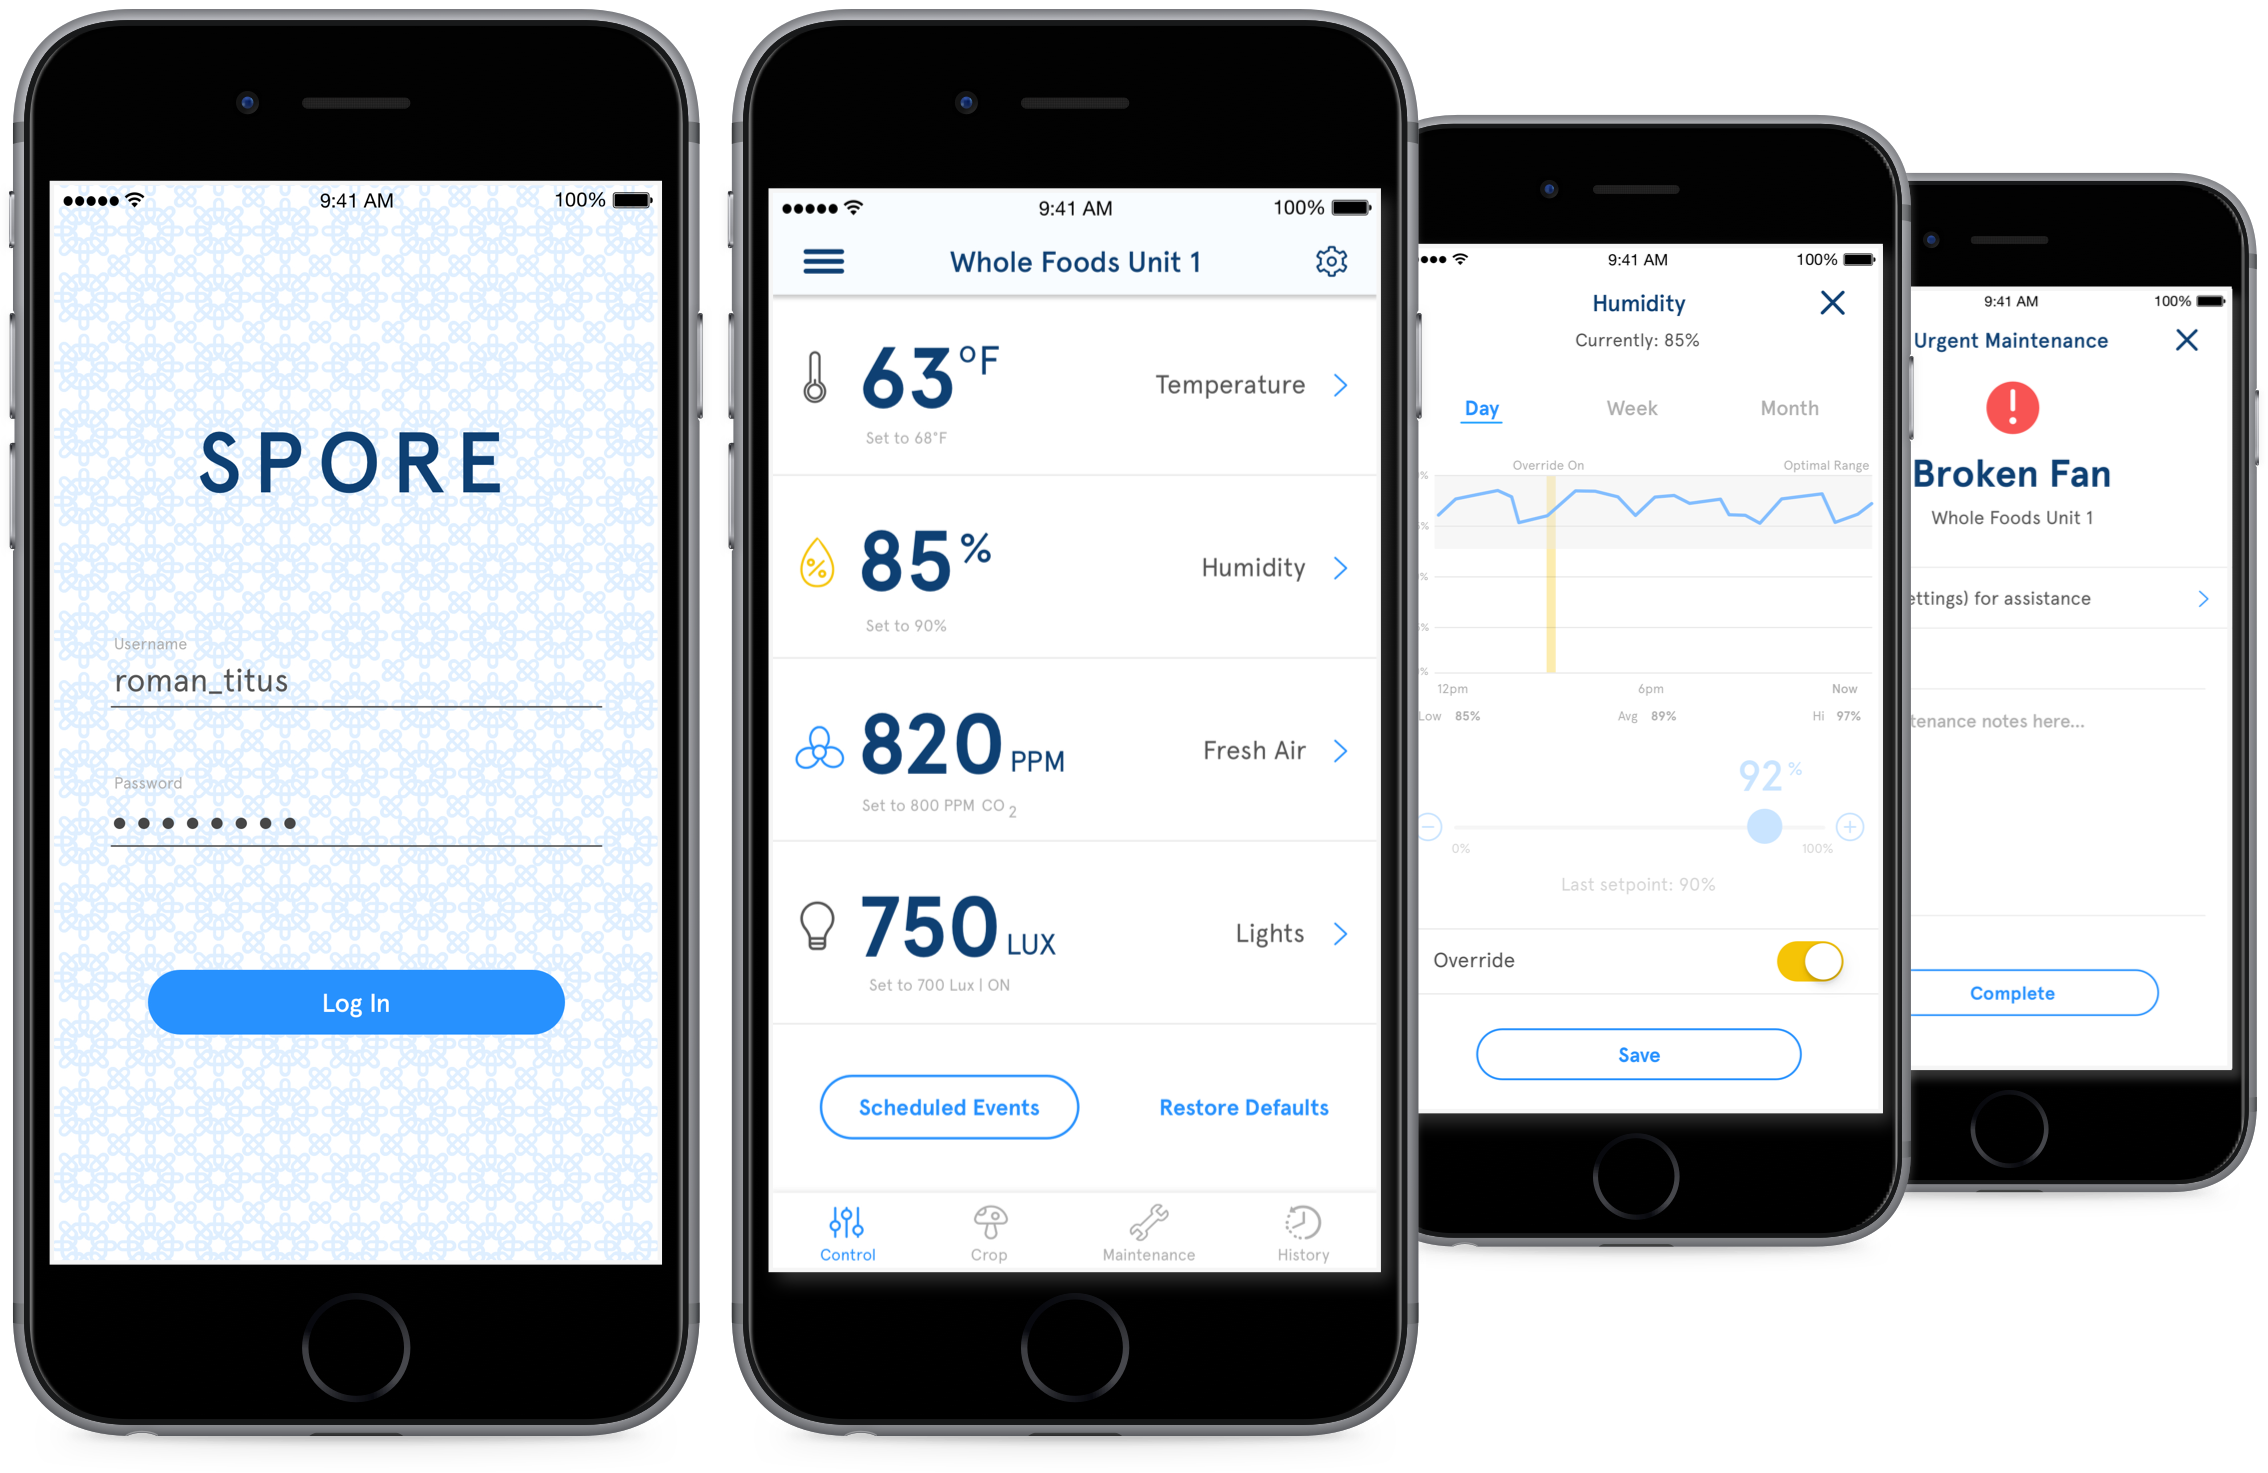 9:41 AM
100%
SPORE
Username
roman_titus
Password
Log In
9:41 AM
100%
Whole Foods Unit 1
63°F
Temperature
Set to 68°F
85%
Humidity
Set to 90%
820 PPM
Fresh Air
Set to 800 PPM CO2
750 LUX
Lights
Set to 700 Lux | ON
Scheduled Events
Restore Defaults
Control
Crop
Maintenance
History
9:41 AM
100%
Humidity
Currently: 85%
Day
Week
Month
Override On
Optimal Range
12pm
6pm
Now
Low 85%
Avg 89%
Hi 97%
92%
0%
100%
Last setpoint: 90%
Override
Save
9:41 AM
100%
Urgent Maintenance
Broken Fan
Whole Foods Unit 1
ettings) for assistance
tenance notes here...
Complete